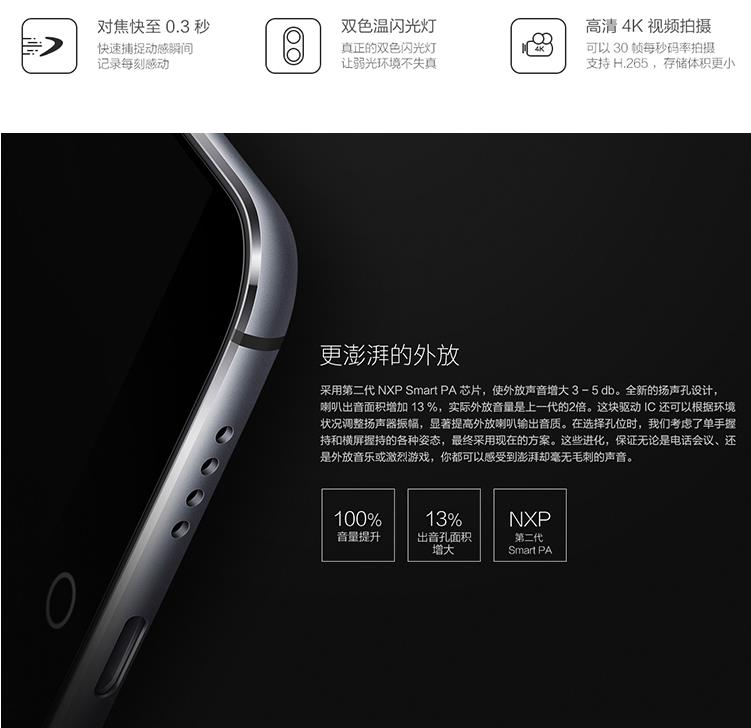 对焦快至 0.3 秒
快速捕捉动感瞬间
记录每刻感动
双色温闪光灯
真正的双色闪光灯
让弱光环境不失真
4K
高清 4K 视频拍摄
可以 30 帧每秒码率拍摄
支持 H.265 ，存储体积更小
更澎湃的外放
采用第二代 NXP Smart PA 芯片，使外放声音增大 3 – 5 db。全新的扬声孔设计，
喇叭出音面积增加 13 %，实际外放音量是上一代的2倍。这块驱动 IC 还可以根据环境
状况调整扬声器振幅，显著提高外放喇叭输出音质。在选择孔位时，我们考虑了单手握
持和横屏握持的各种姿态，最终采用现在的方案。这些进化，保证无论是电话会议、还
是外放音乐或激烈游戏，你都可以感受到澎湃却毫无毛刺的声音。
100%
音量提升
13%
出音孔面积
增大
NXP
第二代
Smart PA